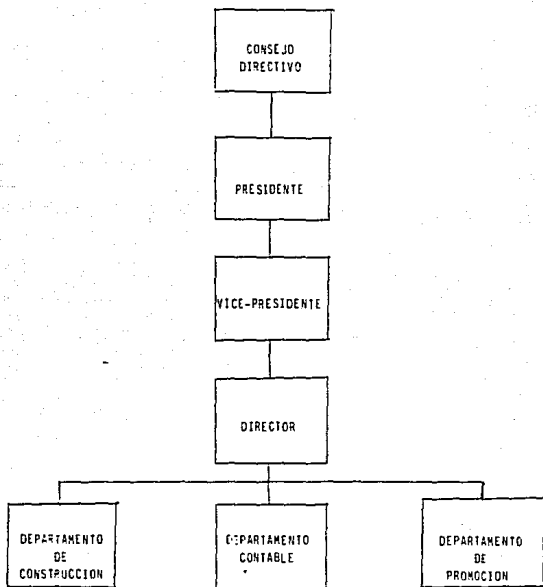 CONSEJO
DIRECTIVO
PRESIDENTE
VICE-PRESIDENTE
DIRECTOR
DEPARTAMENTO
DE
CONSTRUCCION
DEPARTAMENTO
CONTABLE
DEPARTAMENTO
DE
PROMOCION